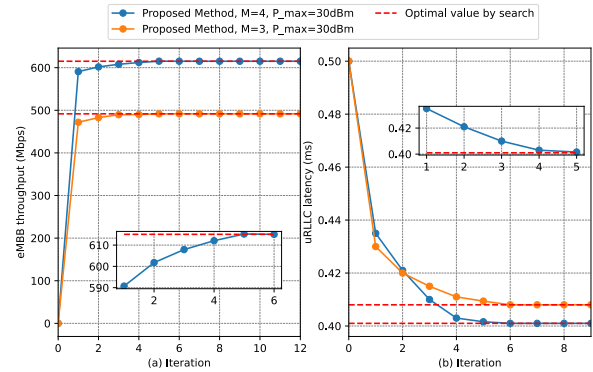 Proposed Method, M=4, P_max=30dBm
Proposed Method, M=3, P_max=30dBm
Optimal value by search
eMBB throughput (Mbps)
600
500
400
300
200
100
0
610
600
590
2 4 6
0 2 4 6 8 10 12
(a) Iteration
uRLLC latency (ms)
0.50
0.48
0.46
0.44
0.42
0.40
0.42
0.40
1 2 3 4 5
0 2 4 6 8
(b) Iteration